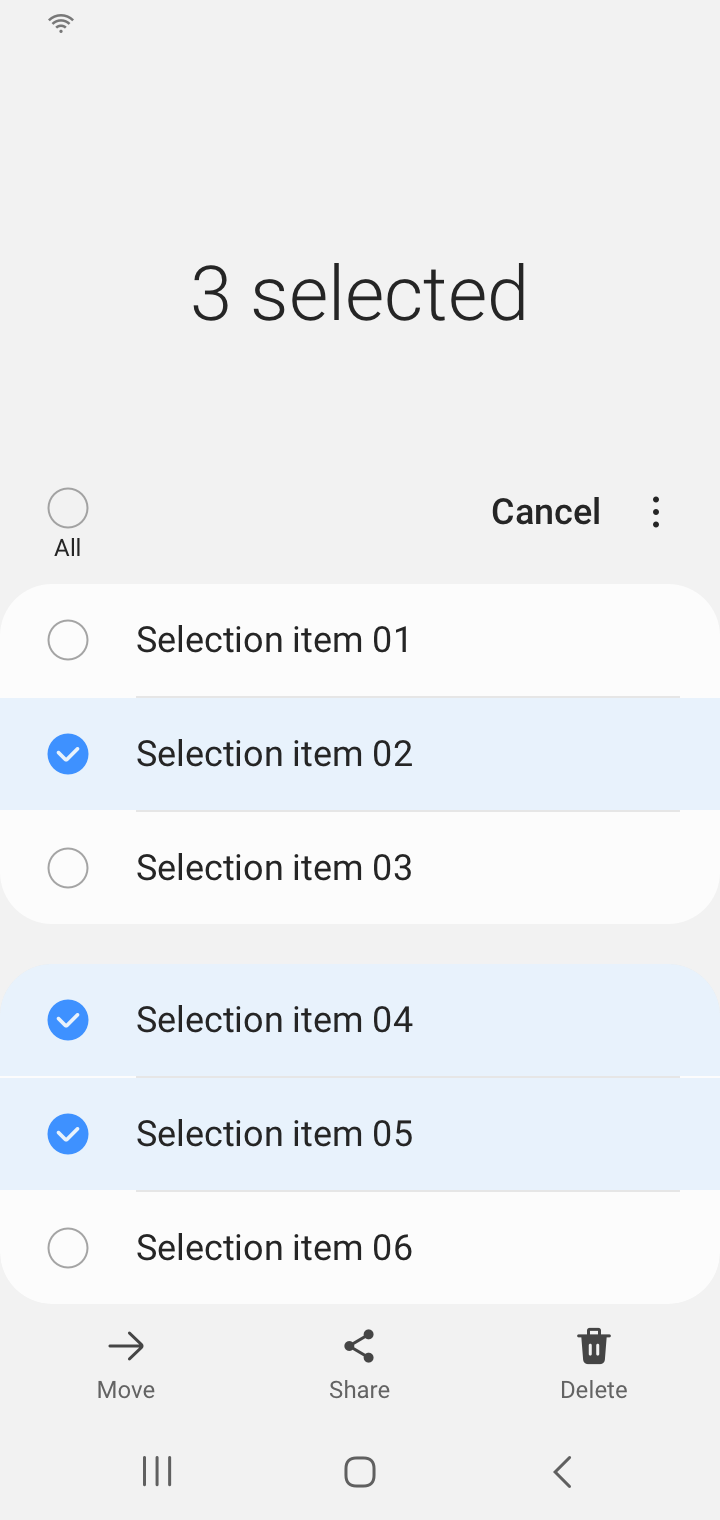 3 selected
All
Cancel
Selection item 01
Selection item 02
Selection item 03
Selection item 04
Selection item 05
Selection item 06
Move
Share
Delete